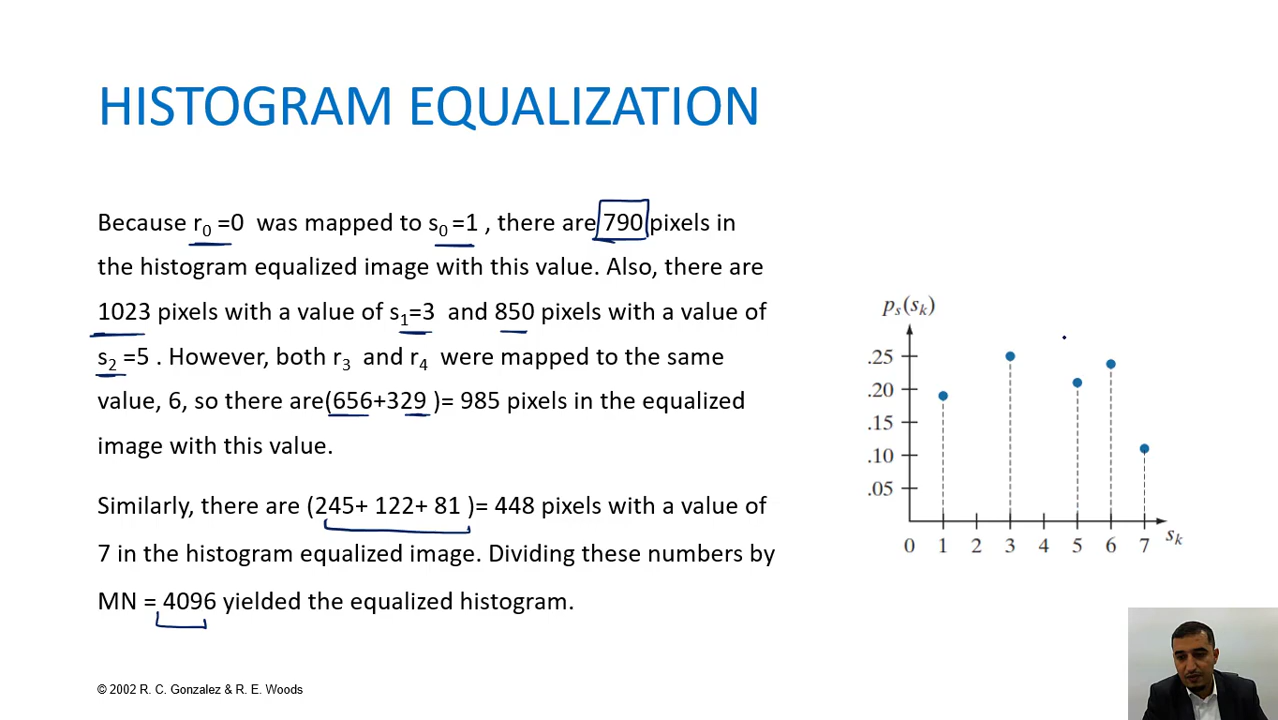 HISTOGRAM EQUALIZATION
Because r₀ =0 was mapped to s₀ =1 , there are 790 pixels in
the histogram equalized image with this value. Also, there are
1023 pixels with a value of s₁=3 and 850 pixels with a value of
s₂ =5 . However, both r₃ and r₄ were mapped to the same
value, 6, so there are(656+329 )= 985 pixels in the equalized
image with this value.
Similarly, there are (245+ 122+ 81 )= 448 pixels with a value of
7 in the histogram equalized image. Dividing these numbers by
MN = 4096 yielded the equalized histogram.
pₛ(sₖ)
.25
.20
.15
.10
.05
0 1 2 3 4 5 6 7 sₖ
© 2002 R. C. Gonzalez & R. E. Woods